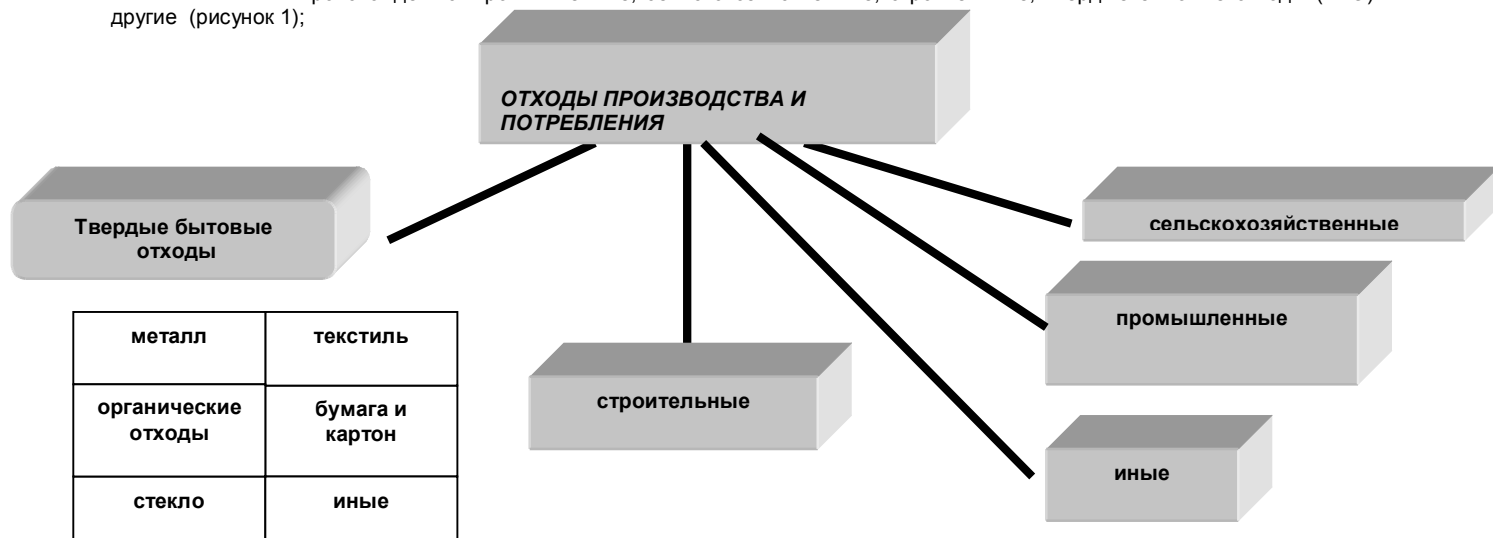 другие (рисунок 1);
ОТХОДЫ ПРОИЗВОДСТВА И
ПОТРЕБЛЕНИЯ
Твердые бытовые
отходы
сельскохозяйственные
промышленные
строительные
иные
металл
текстиль
органические
отходы
бумага и
картон
стекло
иные